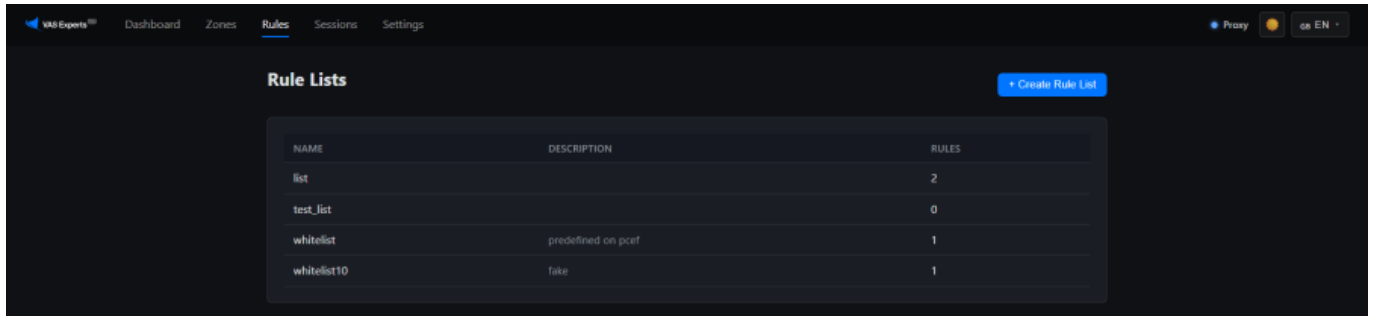 VAS Experts Dashboard Zones Rules Sessions Settings Proxy GB EN
Rule Lists + Create Rule List
NAME DESCRIPTION RULES
list 2
test_list 0
whitelist predefined on pcef 1
whitelist10 fake 1